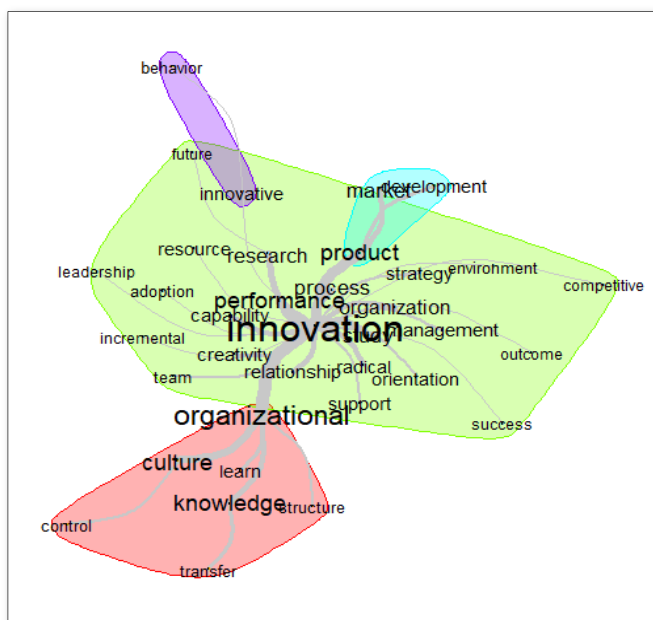 behavior
future
innovative
market
development
resource
research
product
leadership
adoption
process
strategy
environment
competitive
performance
capability
organization
innovation
study
management
incremental
creativity
relationship
radical
outcome
team
orientation
support
organizational
success
culture
learn
knowledge
structure
control
transfer